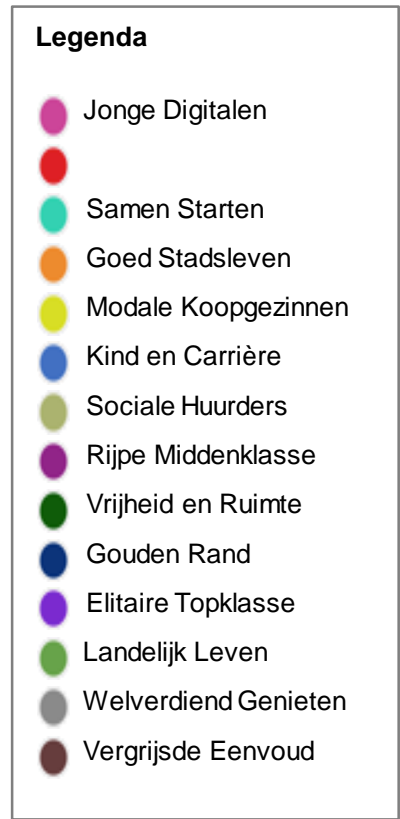 Legenda
Jonge Digitalen
Samen Starten
Goed Stadsleven
Modale Koopgezinnen
Kind en Carrière
Sociale Huurders
Rijpe Middenklasse
Vrijheid en Ruimte
Gouden Rand
Elitaire Topklasse
Landelijk Leven
Welverdiend Genieten
Vergrijsde Eenvoud